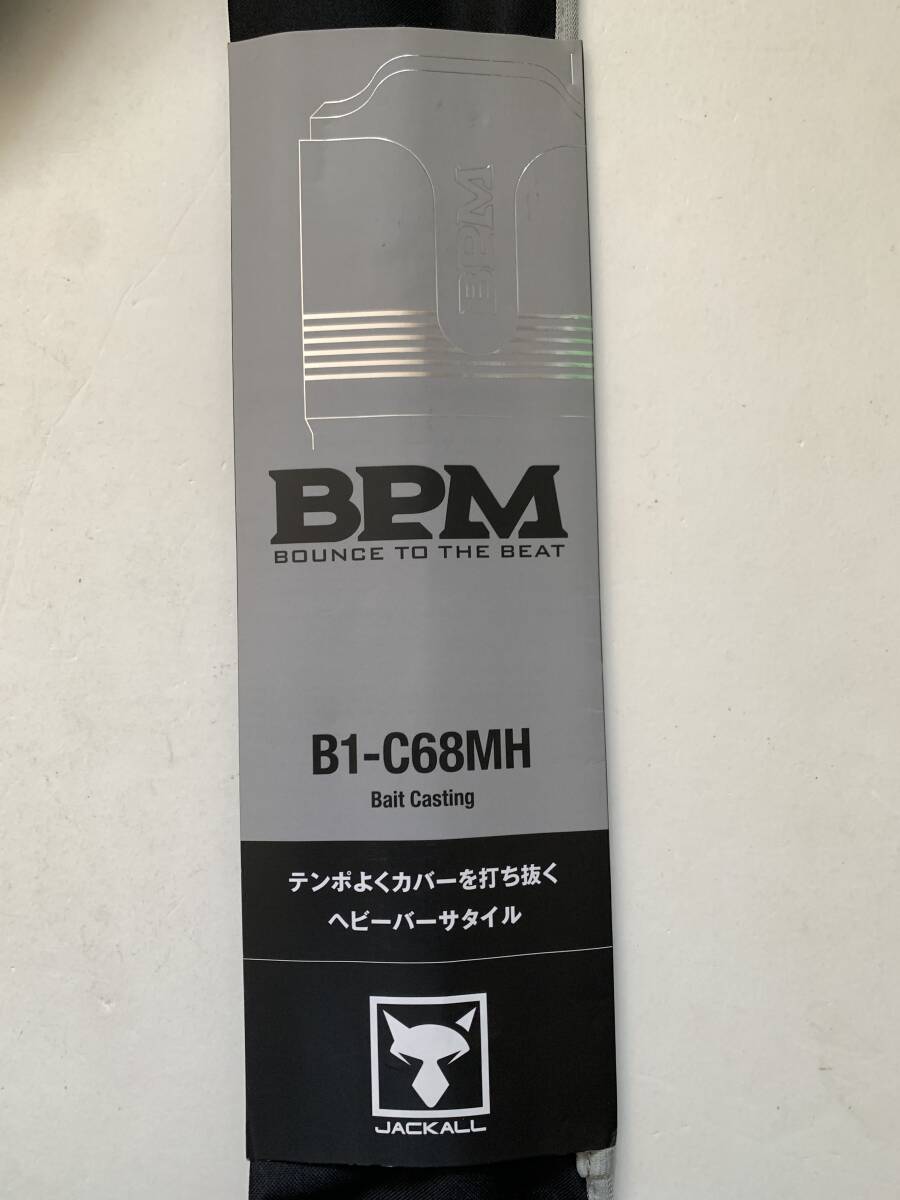 BPM
BPM
BOUNCE TO THE BEAT
B1-C68MH
Bait Casting
テンポよくカバーを打ち抜く
ヘビーバーサタイル
JACKALL